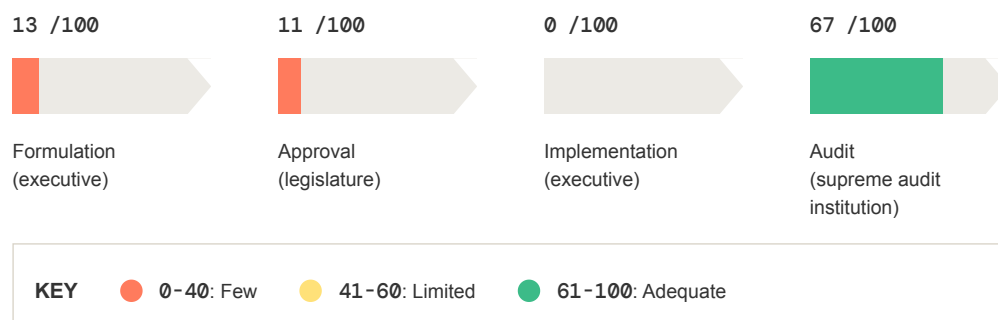 13 /100
11 /100
0 /100
67 /100
Formulation
(executive)
Approval
(legislature)
Implementation
(executive)
Audit
(supreme audit
institution)
KEY
0-40: Few
41-60: Limited
61-100: Adequate